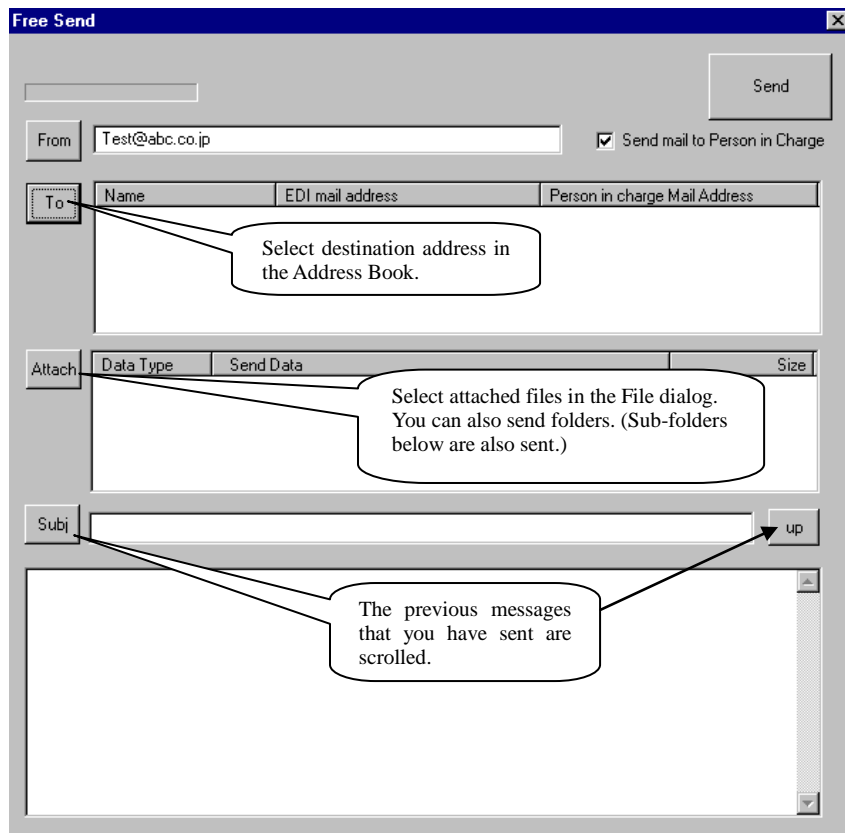 Free Send
Send
From
Test@abc.co.jp
Send mail to Person in Charge
To
Name
EDI mail address
Person in charge Mail Address
Select destination address in
the Address Book.
Attach
Data Type
Send Data
Size
Select attached files in the File dialog.
You can also send folders. (Sub-folders
below are also sent.)
Subj
up
The previous messages
that you have sent are
scrolled.